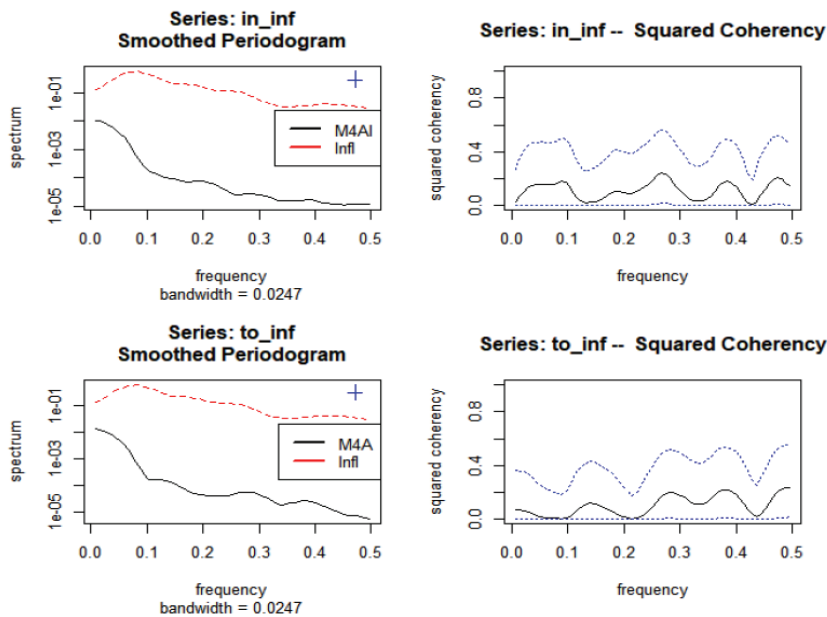 Series: in_inf
Smoothed Periodogram
spectrum
1e-01
1e-03
1e-05
M4AI
Infl
0.0 0.1 0.2 0.3 0.4 0.5
frequency
bandwidth = 0.0247
Series: in_inf -- Squared Coherency
squared coherency
0.8
0.4
0.0
0.0 0.1 0.2 0.3 0.4 0.5
frequency
Series: to_inf
Smoothed Periodogram
spectrum
1e-01
1e-03
1e-05
M4A
Infl
0.0 0.1 0.2 0.3 0.4 0.5
frequency
bandwidth = 0.0247
Series: to_inf -- Squared Coherency
squared coherency
0.8
0.4
0.0
0.0 0.1 0.2 0.3 0.4 0.5
frequency